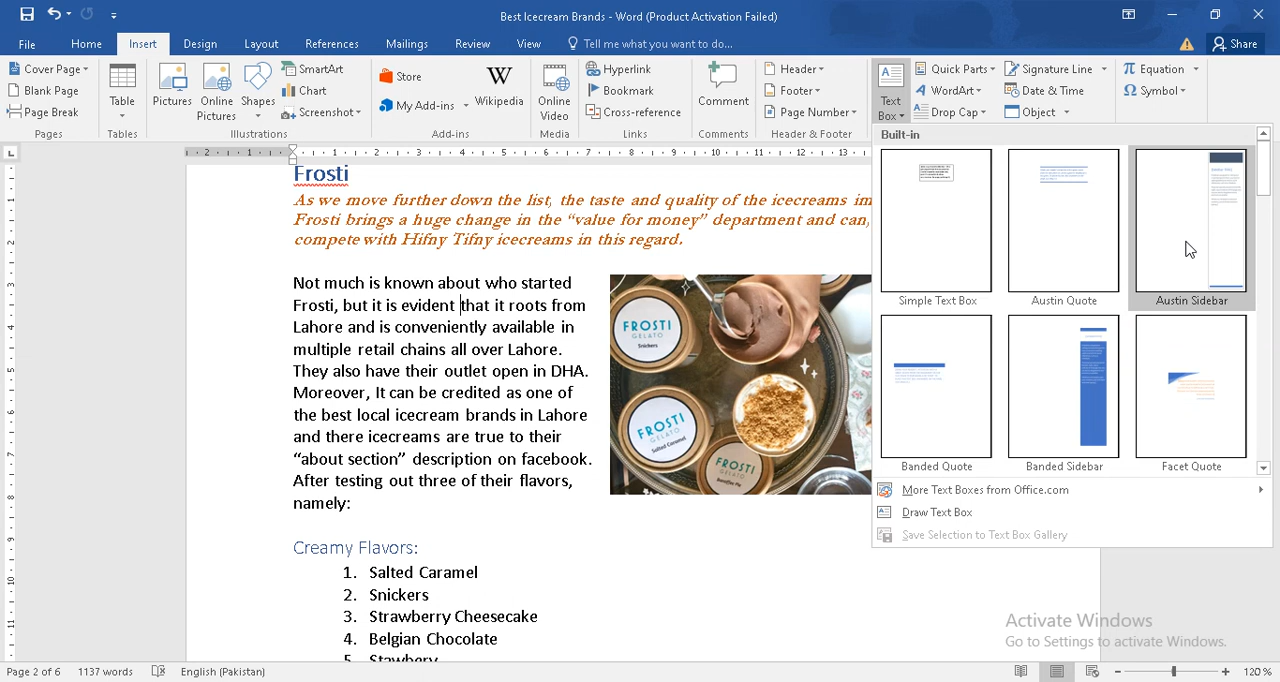 Best Icecream Brands - Word (Product Activation Failed)
File Home Insert Design Layout References Mailings Review View Tell me what you want to do... Share
Cover Page
Blank Page
Page Break
Pages
Table
Tables
Pictures
Online Pictures
Shapes
SmartArt
Chart
Screenshot
Illustrations
Store
My Add-ins
W
Wikipedia
Add-ins
Online Video
Media
Hyperlink
Bookmark
Cross-reference
Links
Comment
Comments
Header
Footer
Page Number
Header & Footer
Text Box
Quick Parts
WordArt
Drop Cap
Signature Line
Date & Time
Object
Equation
Symbol
Built-in
Simple Text Box
Austin Quote
Austin Sidebar
Banded Quote
Banded Sidebar
Facet Quote
More Text Boxes from Office.com
Draw Text Box
Save Selection to Text Box Gallery
Frosti
As we move further down the list, the taste and quality of the icecreams im
Frosti brings a huge change in the “value for money” department and can,
compete with Hifny Tifny icecreams in this regard.
Not much is known about who started
Frosti, but it is evident that it roots from
Lahore and is conveniently available in
multiple retail chains all over Lahore.
They also have their outlet open in DHA.
Moreover, It can be credited as one of
the best local icecream brands in Lahore
and there icecreams are true to their
“about section” description on facebook.
After testing out three of their flavors,
namely:
FROSTI
GELATO
Snickers
FROSTI
GELATO
Salted Caramel
FROSTI
GELATO
Creamy Flavors:
1. Salted Caramel
2. Snickers
3. Strawberry Cheesecake
4. Belgian Chocolate
5. Stawbery
Activate Windows
Go to Settings to activate Windows.
Page 2 of 6 1137 words English (Pakistan) 120 %